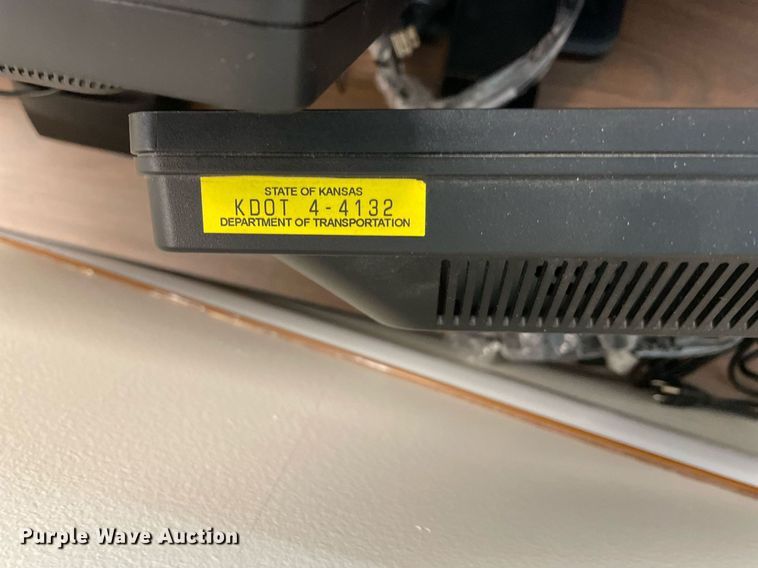 STATE OF KANSAS
KDOT 4-4132
DEPARTMENT OF TRANSPORTATION
Purple Wave Auction